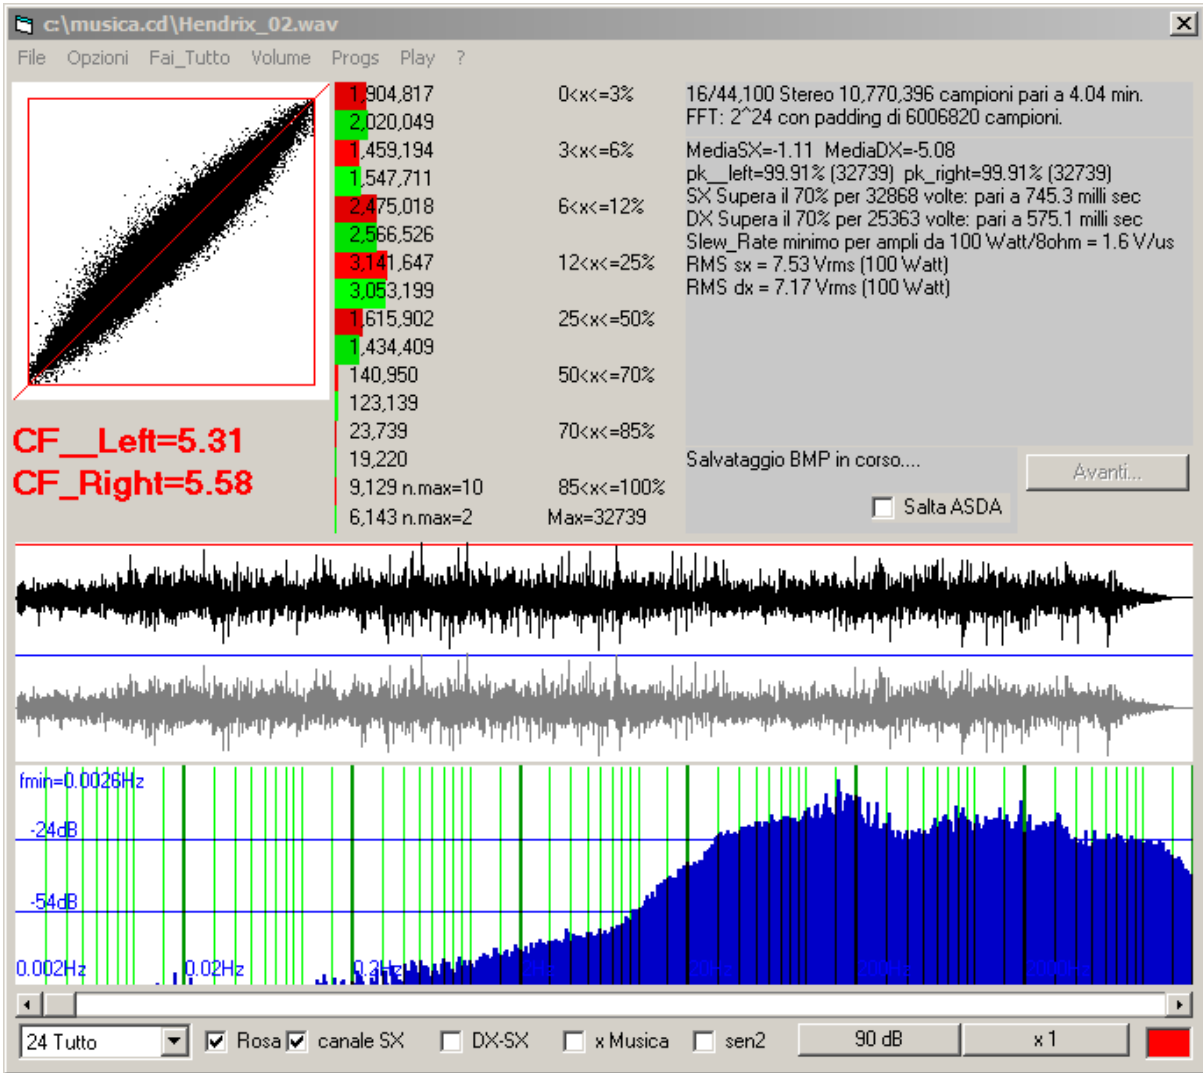 c:\musica.cd\Hendrix_02.wav
File Opzioni Fai_Tutto Volume Progs Play ?
1,904,817 0<x<=3%
2,020,049
1,459,194 3<x<=6%
1,547,711
2,475,018 6<x<=12%
2,566,526
3,141,647 12<x<=25%
3,053,199
1,615,902 25<x<=50%
1,434,409
140,950 50<x<=70%
123,139
23,739 70<x<=85%
19,220
9,129 n.max=10 85<x<=100%
6,143 n.max=2 Max=32739
16/44,100 Stereo 10,770,396 campioni pari a 4.04 min.
FFT: 2^24 con padding di 6006820 campioni.
MediaSX=-1.11 MediaDX=-5.08
pk__left=99.91% (32739) pk_right=99.91% (32739)
SX Supera il 70% per 32868 volte: pari a 745.3 milli sec
DX Supera il 70% per 25363 volte: pari a 575.1 milli sec
Slew_Rate minimo per ampli da 100 Watt/8ohm = 1.6 V/us
RMS sx = 7.53 Vrms (100 Watt)
RMS dx = 7.17 Vrms (100 Watt)
CF__Left=5.31
CF_Right=5.58
Salvataggio BMP in corso....
Avanti...
Salta ASDA
fmin=0.0026Hz
-24dB
-54dB
0.002Hz 0.02Hz 0.2Hz 2Hz 20Hz 200Hz 2000Hz
24 Tutto Rosa canale SX DX-SX x Musica sen2 90 dB x 1